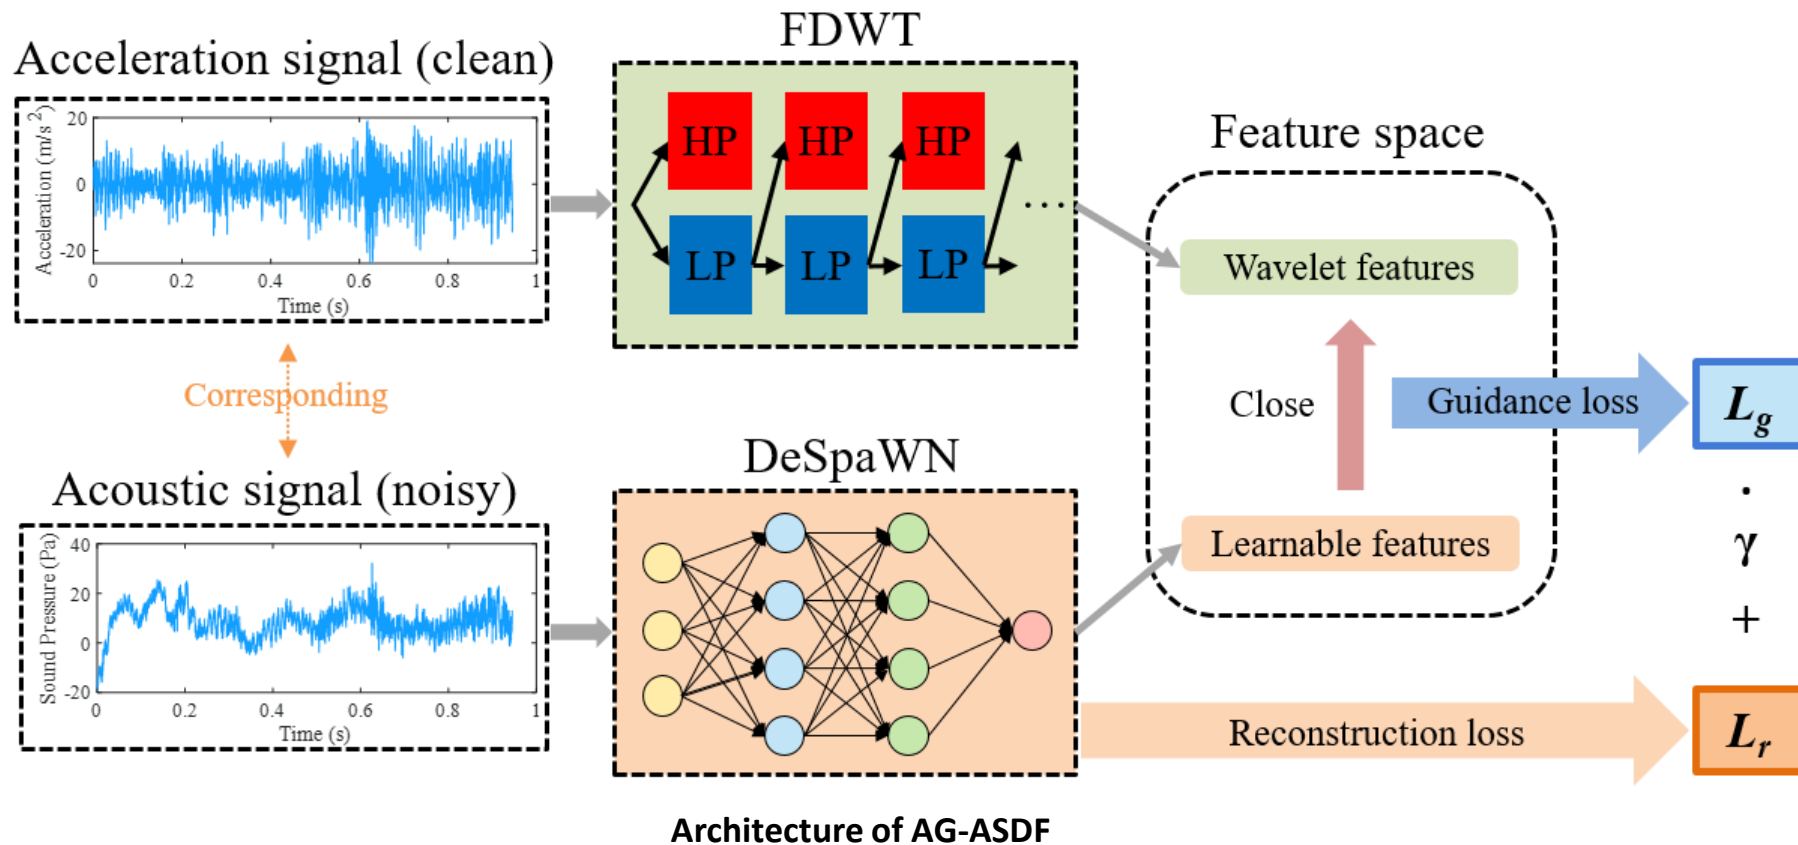 FDWT
Acceleration signal (clean)
Acceleration (m/s²)
20
0
-20
0 0.2 0.4 0.6 0.8 1
Time (s)
HP HP HP
LP LP LP
...
Feature space
Wavelet features
Close
Guidance loss
L_g
·
γ
+
Corresponding
Acoustic signal (noisy)
Sound Pressure (Pa)
40
20
0
-20
0 0.2 0.4 0.6 0.8 1
Time (s)
DeSpaWN
Learnable features
Reconstruction loss
L_r
Architecture of AG-ASDF